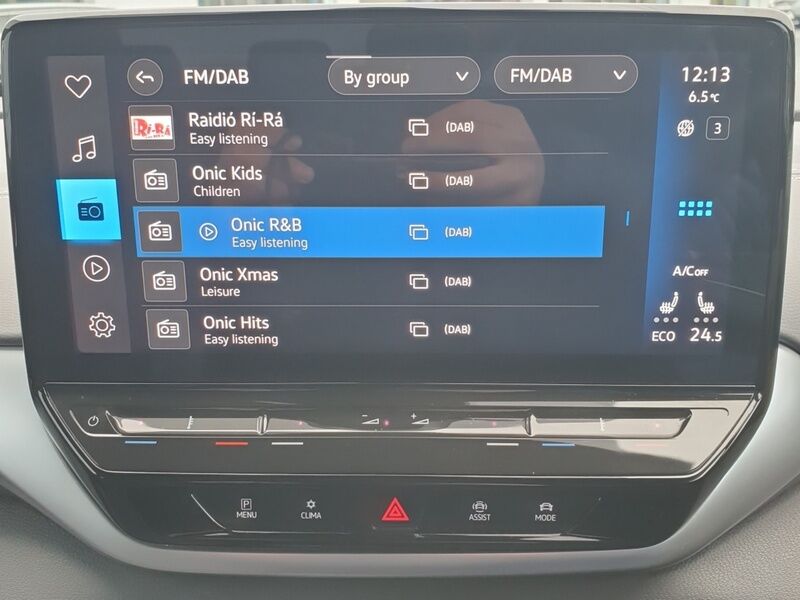 FM/DAB
By group
FM/DAB
12:13
6.5°C
3
RÍ-RÁ
Raidió Rí-Rá
Easy listening
(DAB)
Onic Kids
Children
(DAB)
Onic R&B
Easy listening
(DAB)
Onic Xmas
Leisure
(DAB)
Onic Hits
Easy listening
(DAB)
A/C OFF
ECO
24.5
- +
P
MENU
CLIMA
ASSIST
MODE